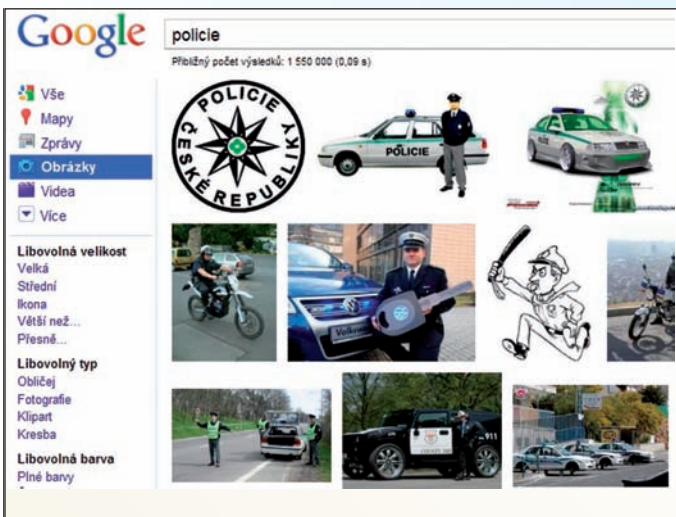 Google
policie
Přibližný počet výsledků: 1 550 000 (0,09 s)
Vše
Mapy
Zprávy
Obrázky
Videa
Více
Libovolná velikost
Velká
Střední
Ikona
Větší než...
Přesně...
Libovolný typ
Obličej
Fotografie
Klipart
Kresba
Libovolná barva
Plné barvy
POLICIE
ČESKÉ REPUBLIKY
POLICIE
911